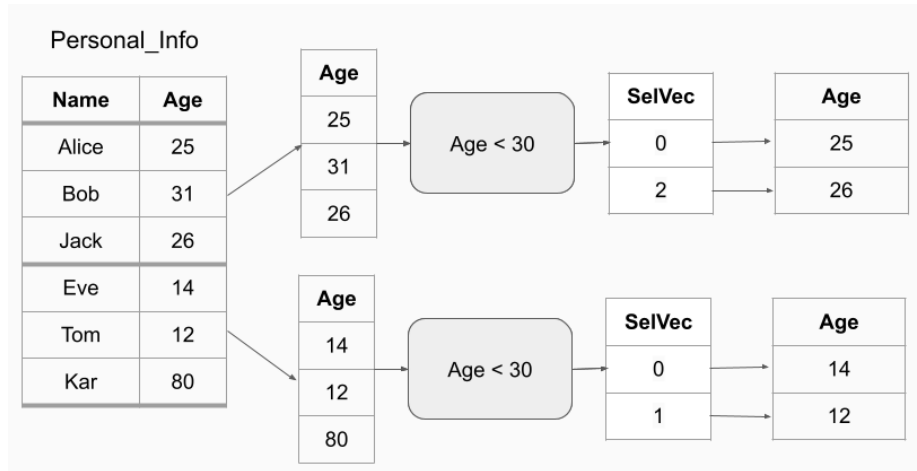 Personal_Info
Name Age
Alice 25
Bob 31
Jack 26
Eve 14
Tom 12
Kar 80
Age
25
31
26
Age < 30
SelVec
0
2
Age
25
26
Age
14
12
80
Age < 30
SelVec
0
1
Age
14
12